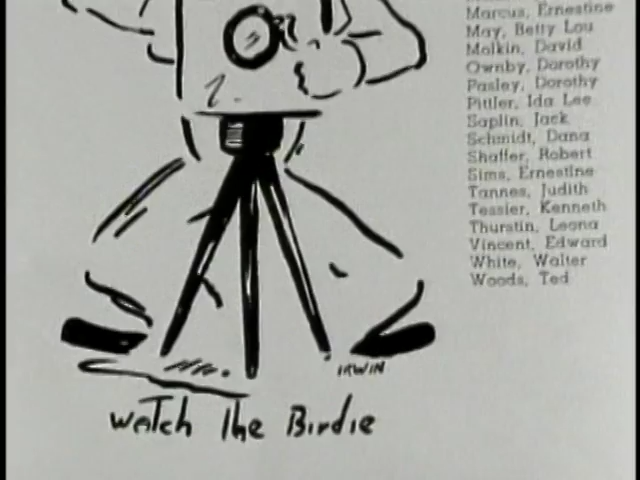 Marcus, Ernestine
May, Betty Lou
Molkin, David
Ownby, Dorothy
Pasley, Dorothy
Pittler, Ida Lee
Saplin, Jack
Schmidt, Dana
Shaffer, Robert
Sims, Ernestine
Tannes, Judith
Tessier, Kenneth
Thurstin, Leona
Vincent, Edward
White, Walter
Woods, Ted
IRWIN
Watch the Birdie